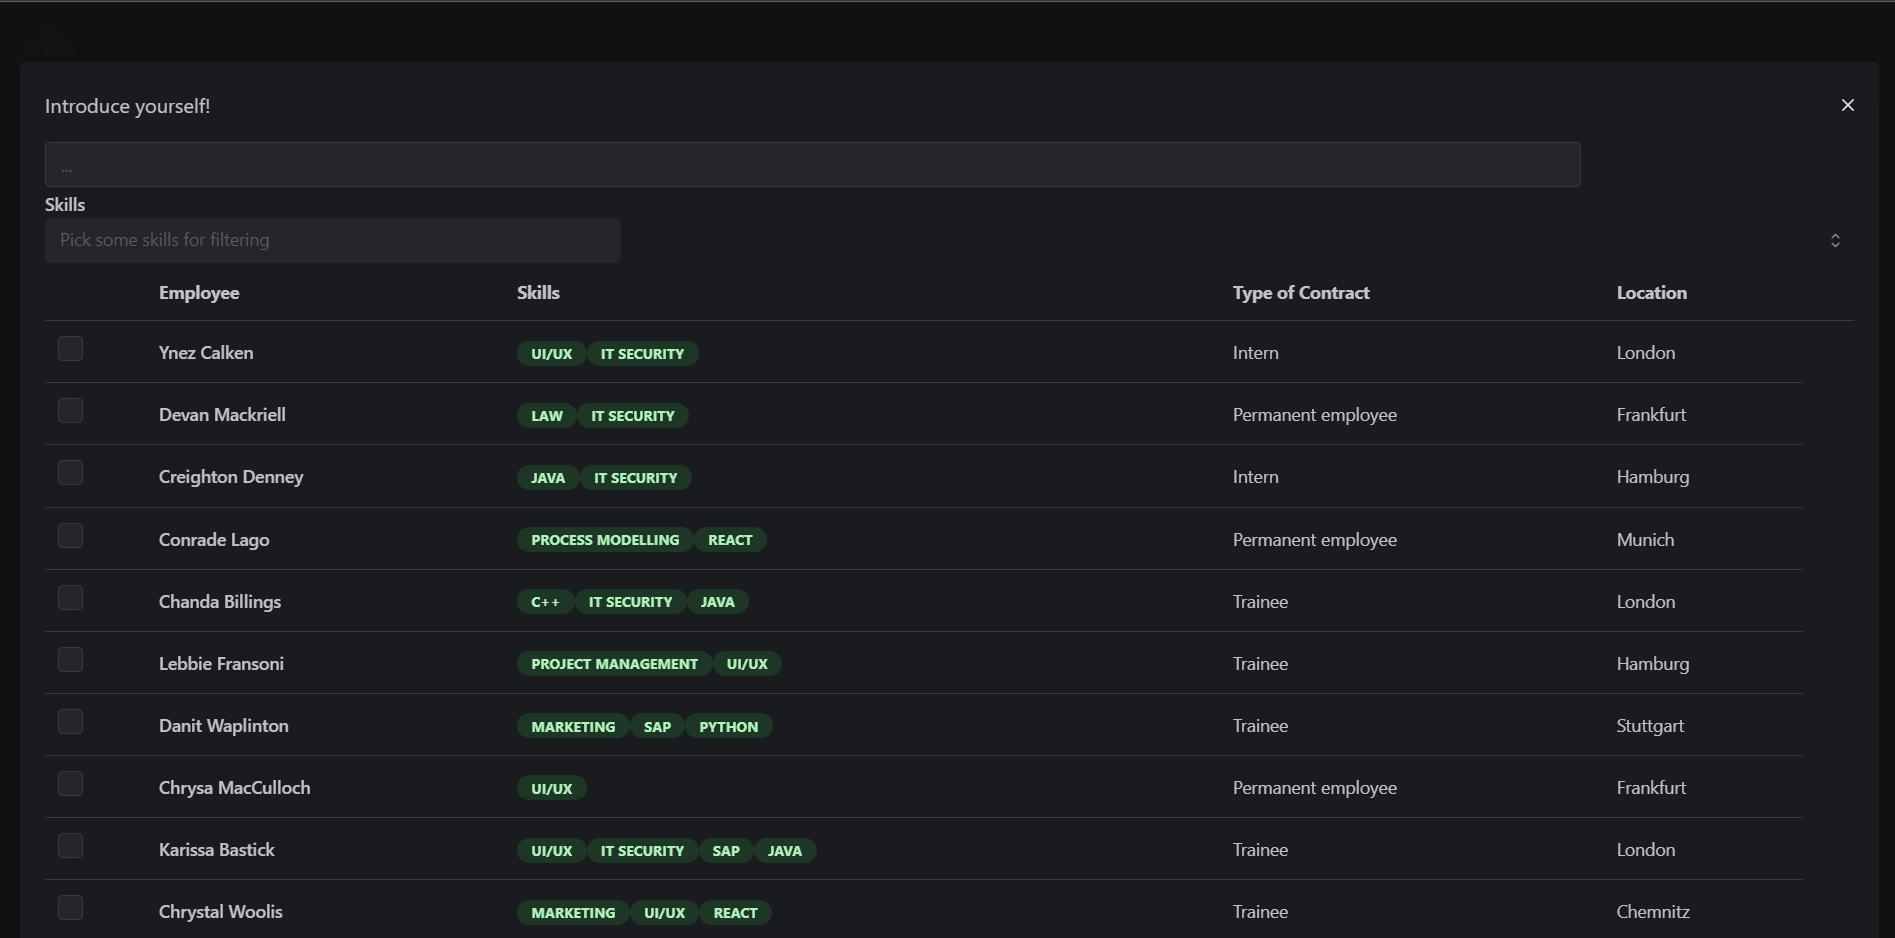 Introduce yourself!
...
Skills
Pick some skills for filtering
Employee Skills Type of Contract Location
Ynez Calken UI/UX IT SECURITY Intern London
Devan Mackriell LAW IT SECURITY Permanent employee Frankfurt
Creighton Denney JAVA IT SECURITY Intern Hamburg
Conrade Lago PROCESS MODELLING REACT Permanent employee Munich
Chanda Billings C++ IT SECURITY JAVA Trainee London
Lebbie Fransoni PROJECT MANAGEMENT UI/UX Trainee Hamburg
Danit Waplinton MARKETING SAP PYTHON Trainee Stuttgart
Chrysa MacCulloch UI/UX Permanent employee Frankfurt
Karissa Bastick UI/UX IT SECURITY SAP JAVA Trainee London
Chrystal Woolis MARKETING UI/UX REACT Trainee Chemnitz